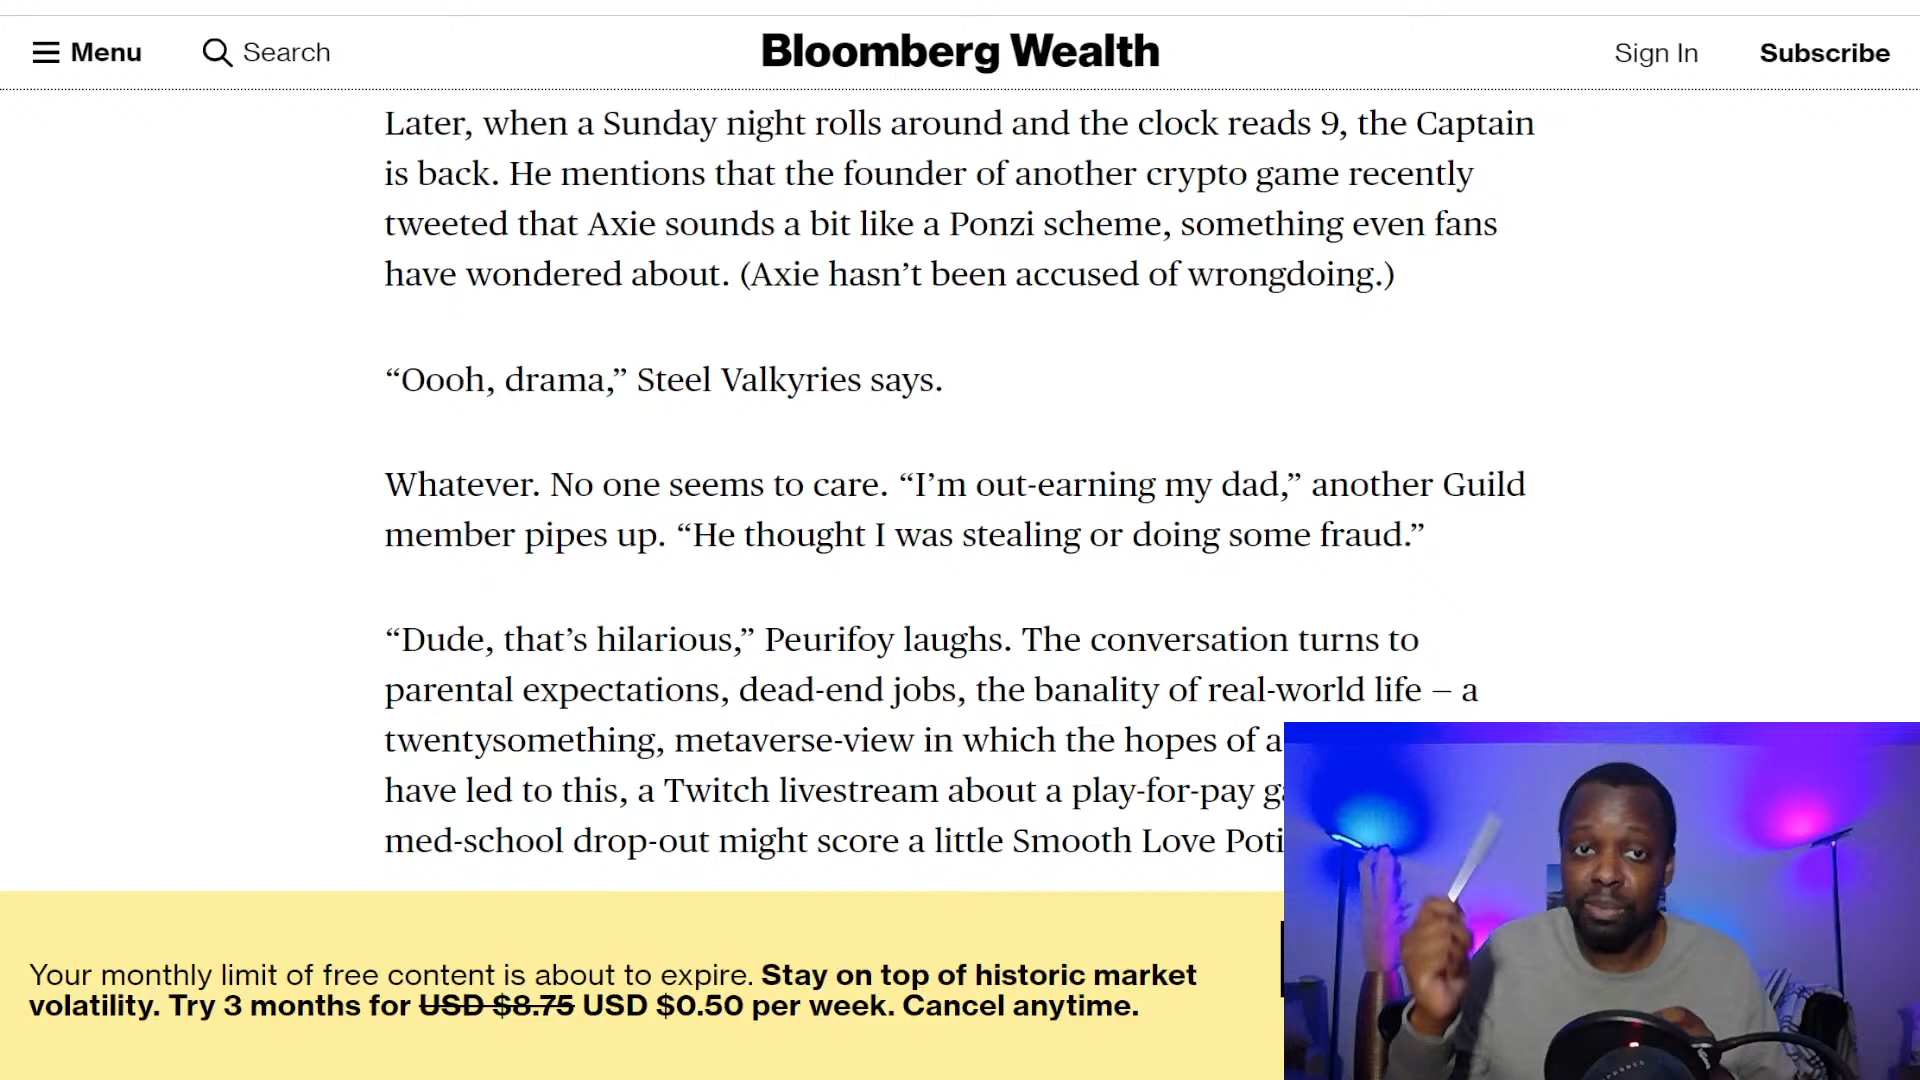 Menu
Search
Bloomberg Wealth
Sign In
Subscribe
Later, when a Sunday night rolls around and the clock reads 9, the Captain
is back. He mentions that the founder of another crypto game recently
tweeted that Axie sounds a bit like a Ponzi scheme, something even fans
have wondered about. (Axie hasn’t been accused of wrongdoing.)
“Oooh, drama,” Steel Valkyries says.
Whatever. No one seems to care. “I’m out-earning my dad,” another Guild
member pipes up. “He thought I was stealing or doing some fraud.”
“Dude, that’s hilarious,” Peurifoy laughs. The conversation turns to
parental expectations, dead-end jobs, the banality of real-world life – a
twentysomething, metaverse-view in which the hopes of a
have led to this, a Twitch livestream about a play-for-pay
med-school drop-out might score a little Smooth Love
Your monthly limit of free content is about to expire. Stay on top of historic market
volatility. Try 3 months for USD $8.75 USD $0.50 per week. Cancel anytime.